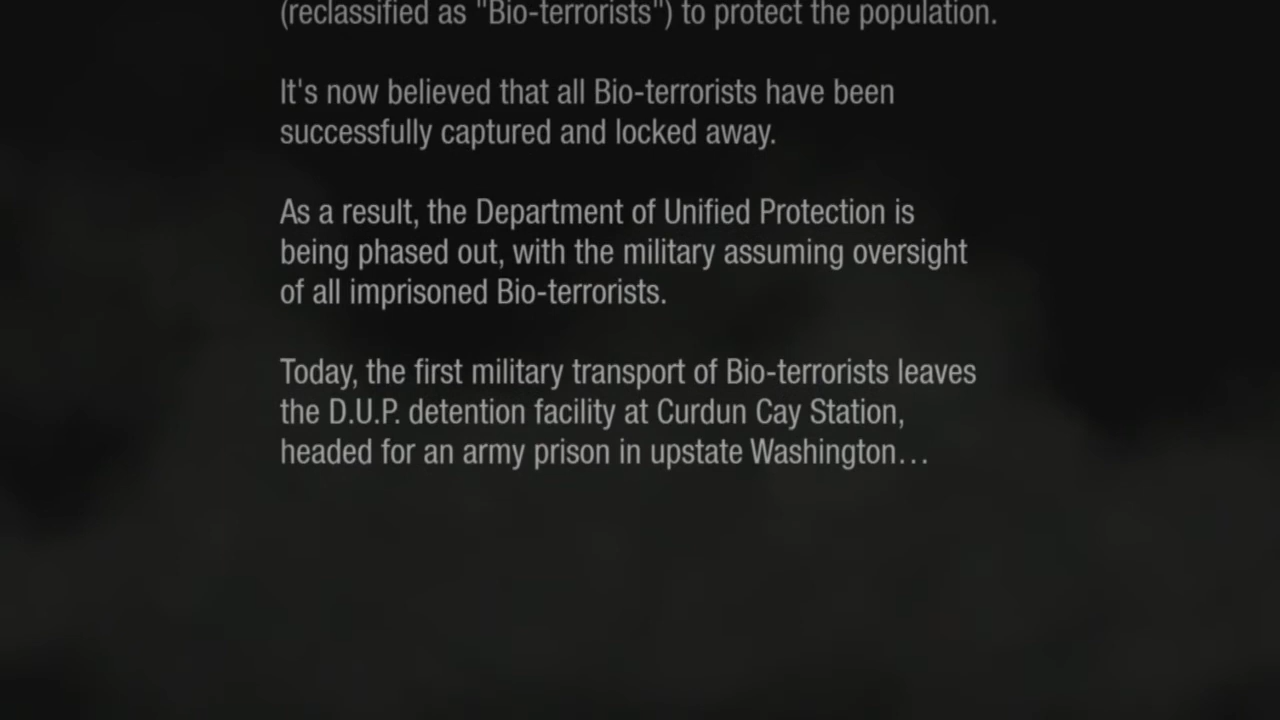 (reclassified as "Bio-terrorists") to protect the population.
It's now believed that all Bio-terrorists have been
successfully captured and locked away.
As a result, the Department of Unified Protection is
being phased out, with the military assuming oversight
of all imprisoned Bio-terrorists.
Today, the first military transport of Bio-terrorists leaves
the D.U.P. detention facility at Curdun Cay Station,
headed for an army prison in upstate Washington…